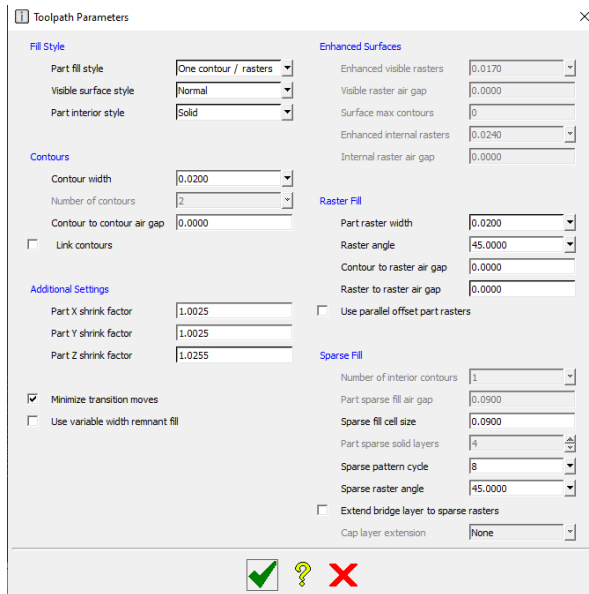 Toolpath Parameters
Fill Style
Part fill style One contour / rasters
Visible surface style Normal
Part interior style Solid
Contours
Contour width 0.0200
Number of contours 2
Contour to contour air gap 0.0000
Link contours
Additional Settings
Part X shrink factor 1.0025
Part Y shrink factor 1.0025
Part Z shrink factor 1.0255
Minimize transition moves
Use variable width remnant fill
Enhanced Surfaces
Enhanced visible rasters 0.0170
Visible raster air gap 0.0000
Surface max contours 0
Enhanced internal rasters 0.0240
Internal raster air gap 0.0000
Raster Fill
Part raster width 0.0200
Raster angle 45.0000
Contour to raster air gap 0.0000
Raster to raster air gap 0.0000
Use parallel offset part rasters
Sparse Fill
Number of interior contours 1
Part sparse fill air gap 0.0900
Sparse fill cell size 0.0900
Part sparse solid layers 4
Sparse pattern cycle 8
Sparse raster angle 45.0000
Extend bridge layer to sparse rasters
Cap layer extension None